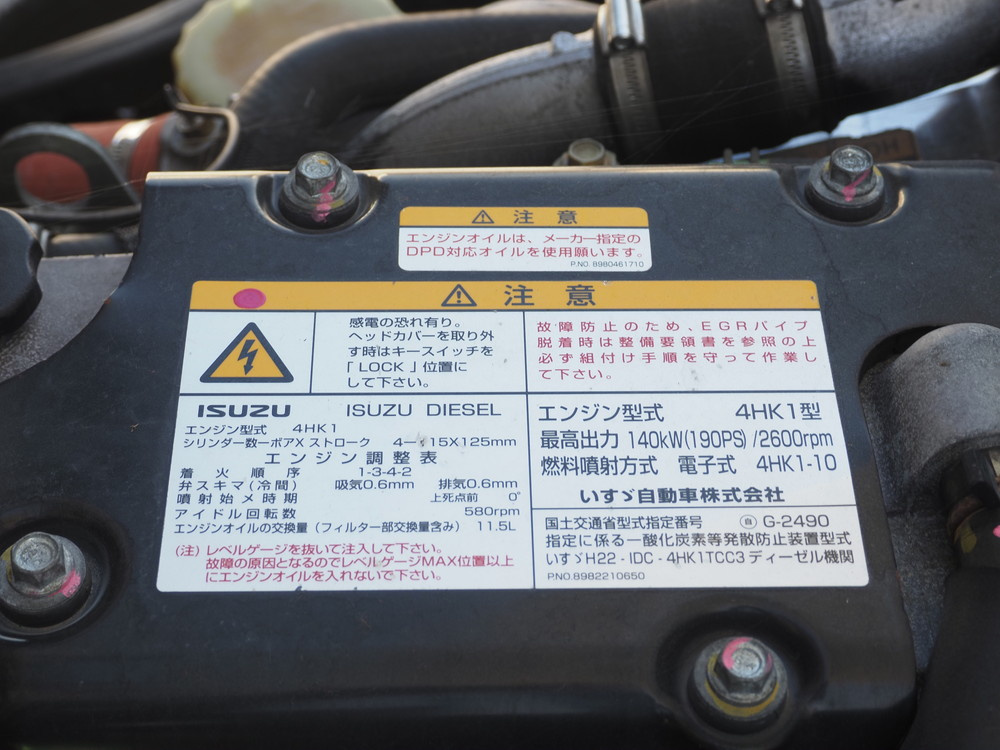 ⚠ 注意
エンジンオイルは、メーカー指定の
DPD対応オイルを使用願います。
P.NO. 8980461710
⚠ 注意
感電の恐れ有り。
ヘッドカバーを取り外
す時はキースイッチを
「LOCK」位置に
して下さい。
故障防止のため、EGRパイプ
脱着時は整備要領書を参照の上
必ず組付け手順を守って作業し
て下さい。
ISUZU ISUZU DIESEL
エンジン型式 4HK1
シリンダー数ーボアXストローク 4ー115X125mm
エンジン調整表
着火順序 1-3-4-2
弁スキマ(冷間) 吸気0.6mm 排気0.6mm
噴射始メ時期 上死点前 0°
アイドル回転数 580rpm
エンジンオイルの交換量(フィルター部交換量含み) 11.5L
(注)レベルゲージを抜いて注入して下さい。
故障の原因となるのでレベルゲージMAX位置以上
にエンジンオイルを入れないで下さい。
エンジン型式 4HK1型
最高出力 140kW(190PS)/2600rpm
燃料噴射方式 電子式 4HK1-10
いすゞ自動車株式会社
国土交通省型式指定番号 自 G-2490
指定に係る一酸化炭素等発散防止装置型式
いすゞH22-IDC-4HK1TCC3ディーゼル機関
P.NO.8982210650